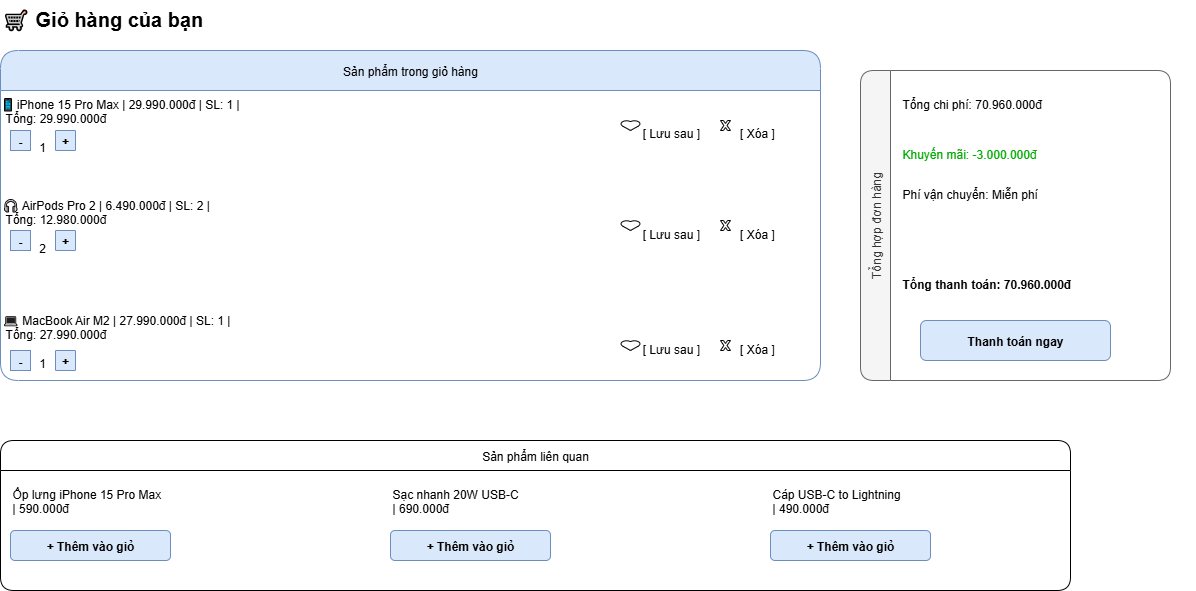 Giỏ hàng của bạn
Sản phẩm trong giỏ hàng
iPhone 15 Pro Max | 29.990.000đ | SL: 1 |
Tổng: 29.990.000đ
- 1 +
[ Lưu sau ] [ Xóa ]
AirPods Pro 2 | 6.490.000đ | SL: 2 |
Tổng: 12.980.000đ
- 2 +
[ Lưu sau ] [ Xóa ]
MacBook Air M2 | 27.990.000đ | SL: 1 |
Tổng: 27.990.000đ
- 1 +
[ Lưu sau ] [ Xóa ]
Tổng hợp đơn hàng
Tổng chi phí: 70.960.000đ
Khuyến mãi: -3.000.000đ
Phí vận chuyển: Miễn phí
Tổng thanh toán: 70.960.000đ
Thanh toán ngay
Sản phẩm liên quan
Ốp lưng iPhone 15 Pro Max
| 590.000đ
+ Thêm vào giỏ
Sạc nhanh 20W USB-C
| 690.000đ
+ Thêm vào giỏ
Cáp USB-C to Lightning
| 490.000đ
+ Thêm vào giỏ